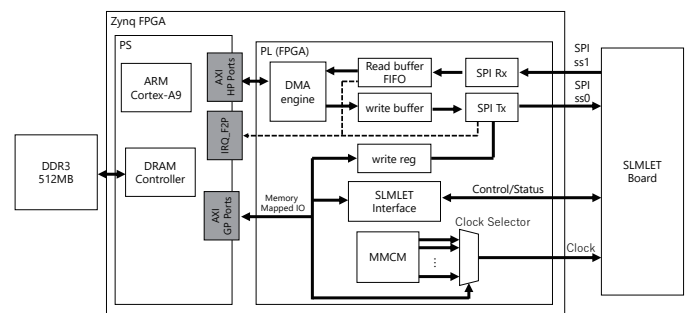 Zynq FPGA
PS
PL (FPGA)
ARM
Cortex-A9
AXI
HP Ports
DMA
engine
Read buffer
FIFO
SPI Rx
SPI
ss1
write buffer
SPI Tx
SPI
ss0
IRQ_F2P
DDR3
512MB
DRAM
Controller
write reg
SLMLET
Board
AXI
GP Ports
Memory
Mapped IO
SLMLET
Interface
Control/Status
Clock Selector
MMCM
⋮
Clock